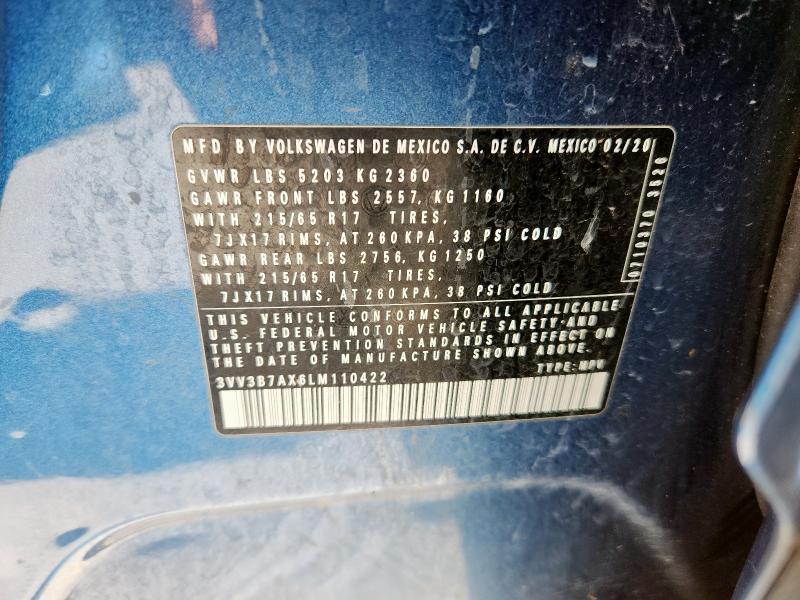 MFD BY VOLKSWAGEN DE MEXICO S.A. DE C.V. MEXICO 02/20
GVWR LBS 5203 KG 2360
GAWR FRONT LBS 2557, KG 1160
WITH 215/65 R17 TIRES,
7JX17 RIMS, AT 260 KPA, 38 PSI COLD
GAWR REAR LBS 2756, KG 1250
WITH 215/65 R17 TIRES,
7JX17 RIMS, AT 260 KPA, 38 PSI COLD
0710370 3520
THIS VEHICLE CONFORMS TO ALL APPLICABLE
U.S. FEDERAL MOTOR VEHICLE SAFETY-AND
THEFT PREVENTION STANDARDS IN EFFECT ON
THE DATE OF MANUFACTURE SHOWN ABOVE.
3VV3B7AX6LM110422 TYPE: MPV